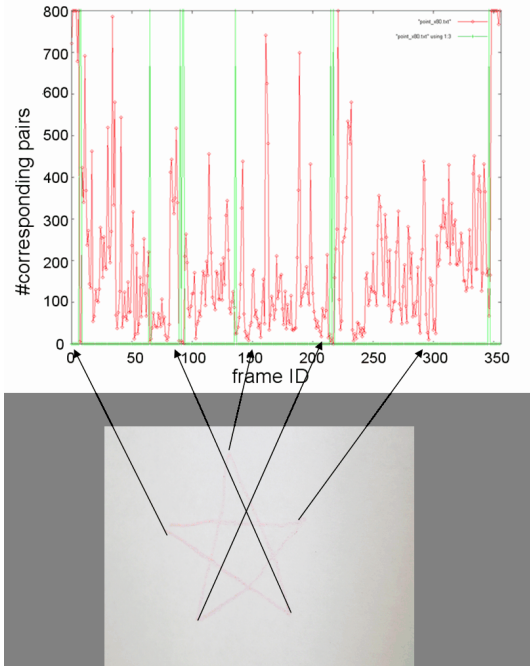 800
700
600
500
400
300
200
100
0
#corresponding pairs
"point_x80.txt"
"point_x80.txt" using 1:3
0 50 100 150 200 250 300 350
frame ID